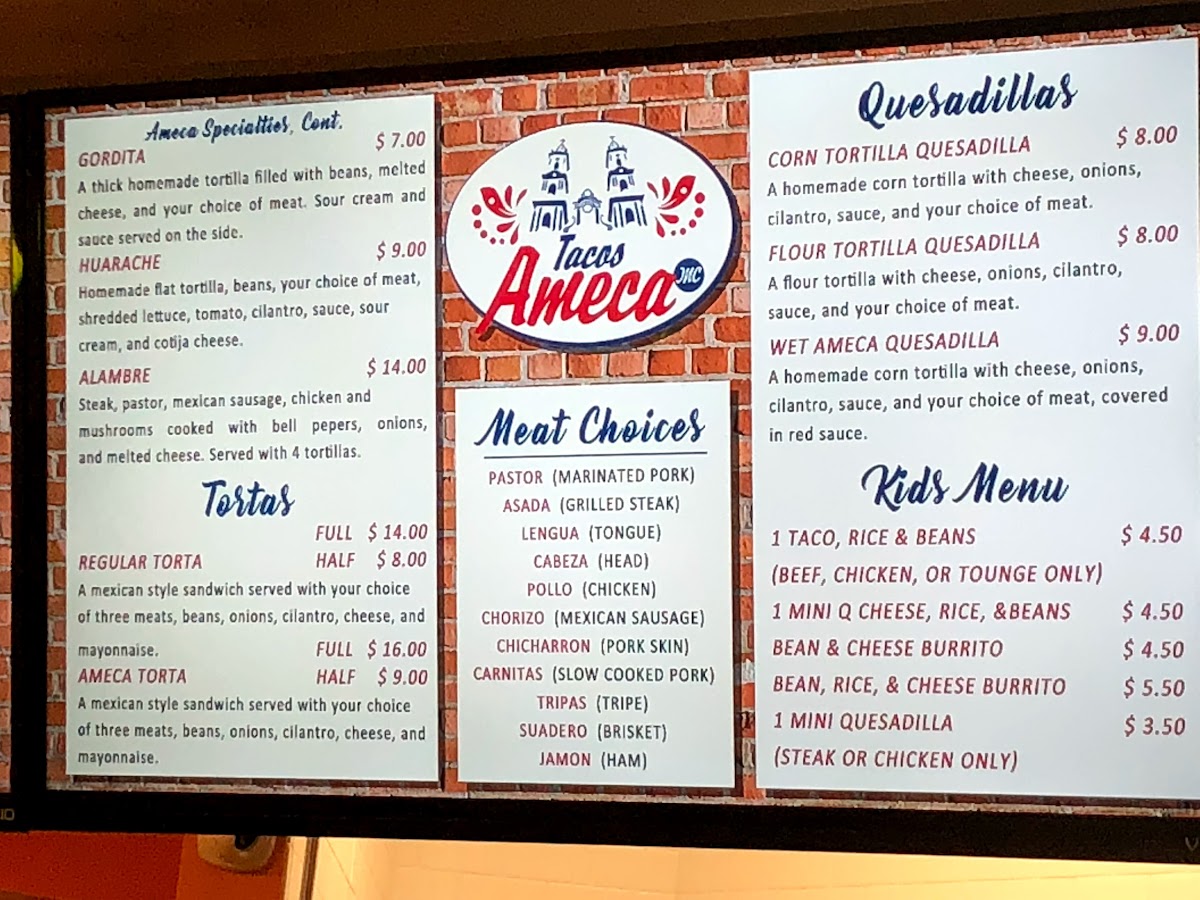 Ameca Specialties, Cont.
GORDITA $ 7.00
A thick homemade tortilla filled with beans, melted
cheese, and your choice of meat. Sour cream and
sauce served on the side.
HUARACHE $ 9.00
Homemade flat tortilla, beans, your choice of meat,
shredded lettuce, tomato, cilantro, sauce, sour
cream, and cotija cheese.
ALAMBRE $ 14.00
Steak, pastor, mexican sausage, chicken and
mushrooms cooked with bell pepers, onions,
and melted cheese. Served with 4 tortillas.
Tortas
FULL $ 14.00
REGULAR TORTA HALF $ 8.00
A mexican style sandwich served with your choice
of three meats, beans, onions, cilantro, cheese, and
mayonnaise. FULL $ 16.00
AMECA TORTA HALF $ 9.00
A mexican style sandwich served with your choice
of three meats, beans, onions, cilantro, cheese, and
mayonnaise.
Tacos
Ameca INC
Meat Choices
PASTOR (MARINATED PORK)
ASADA (GRILLED STEAK)
LENGUA (TONGUE)
CABEZA (HEAD)
POLLO (CHICKEN)
CHORIZO (MEXICAN SAUSAGE)
CHICHARRON (PORK SKIN)
CARNITAS (SLOW COOKED PORK)
TRIPAS (TRIPE)
SUADERO (BRISKET)
JAMON (HAM)
Quesadillas
CORN TORTILLA QUESADILLA $ 8.00
A homemade corn tortilla with cheese, onions,
cilantro, sauce, and your choice of meat.
FLOUR TORTILLA QUESADILLA $ 8.00
A flour tortilla with cheese, onions, cilantro,
sauce, and your choice of meat.
WET AMECA QUESADILLA $ 9.00
A homemade corn tortilla with cheese, onions,
cilantro, sauce, and your choice of meat, covered
in red sauce.
Kids Menu
1 TACO, RICE & BEANS $ 4.50
(BEEF, CHICKEN, OR TOUNGE ONLY)
1 MINI Q CHEESE, RICE, &BEANS $ 4.50
BEAN & CHEESE BURRITO $ 4.50
BEAN, RICE, & CHEESE BURRITO $ 5.50
1 MINI QUESADILLA $ 3.50
(STEAK OR CHICKEN ONLY)